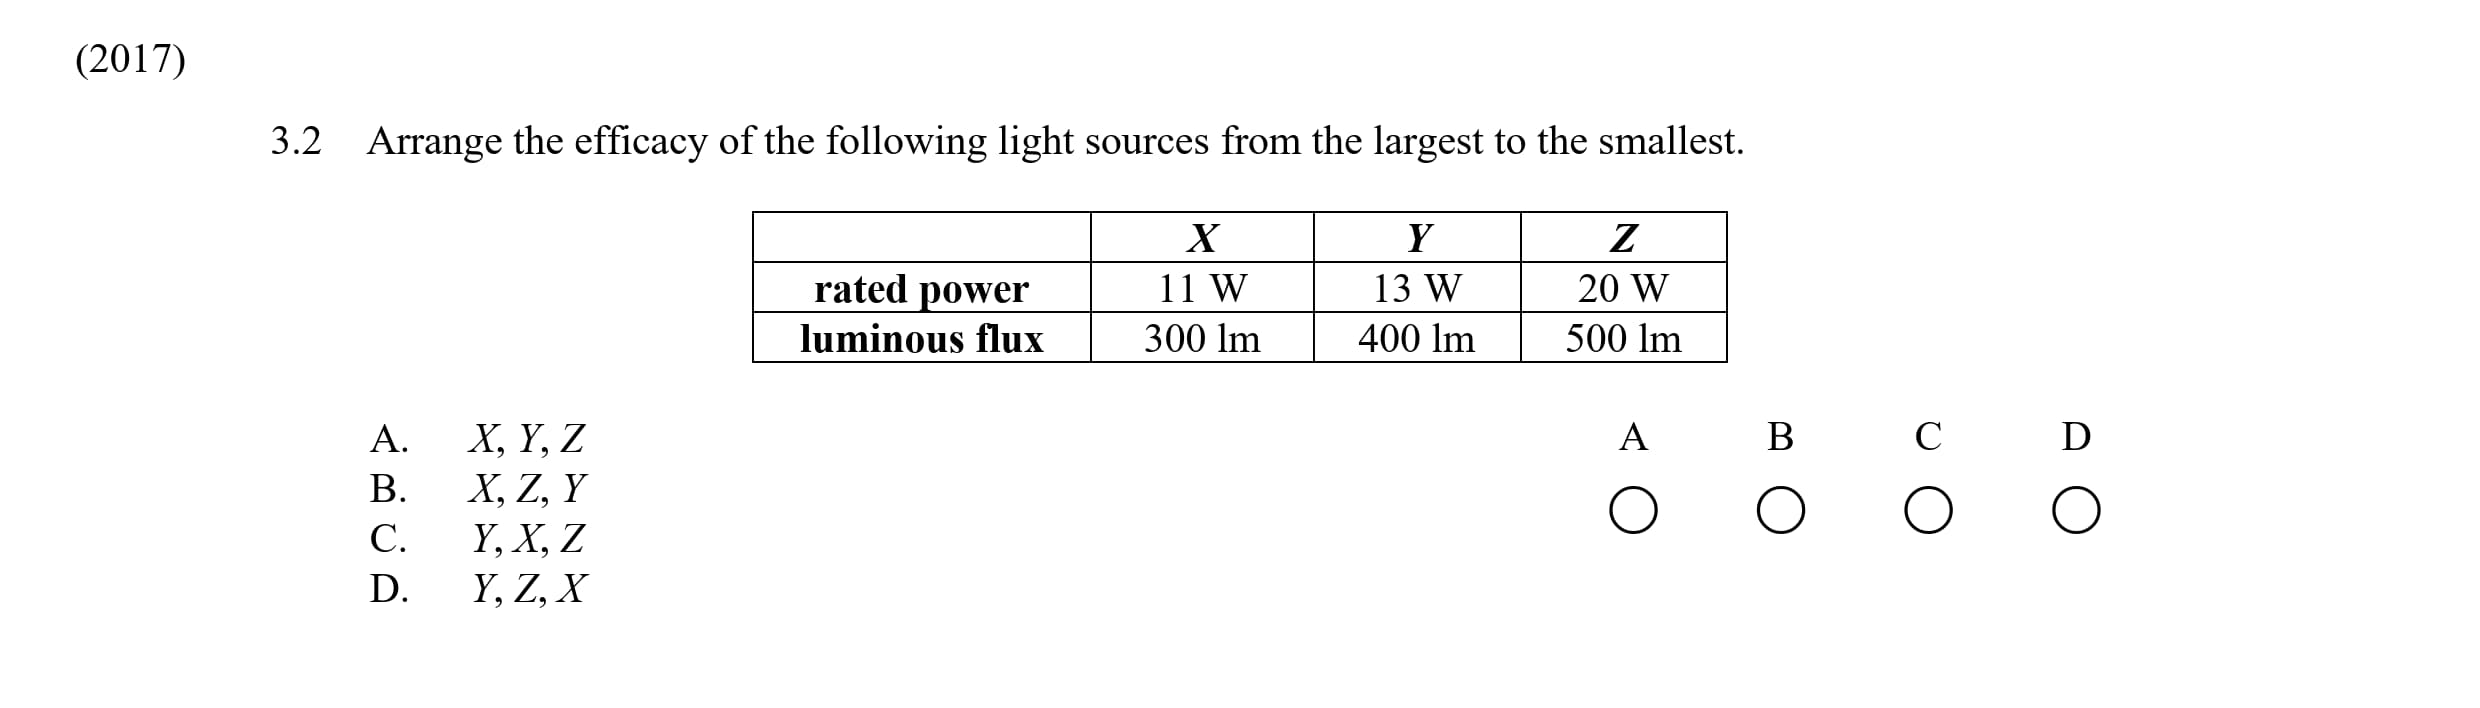 (2017)
3.2 Arrange the efficacy of the following light sources from the largest to the smallest.
X Y Z
rated power 11 W 13 W 20 W
luminous flux 300 lm 400 lm 500 lm
A. X, Y, Z A B C D
B. X, Z, Y
C. Y, X, Z
D. Y, Z, X